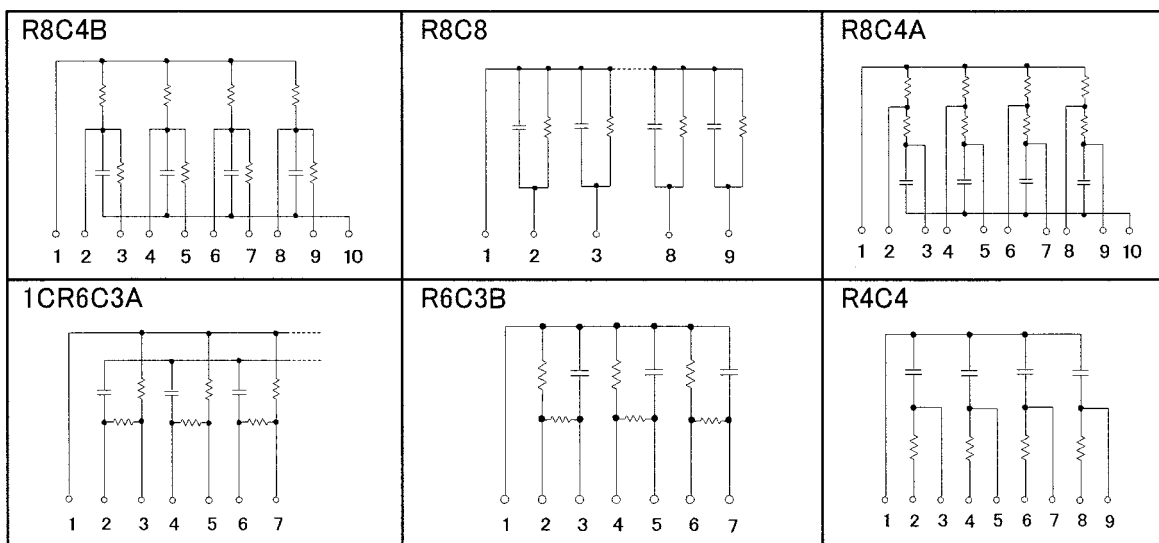 R8C4B
R8C8
R8C4A
1 2 3 4 5 6 7 8 9 10
1 2 3 8 9
1 2 3 4 5 6 7 8 9 10
1CR6C3A
R6C3B
R4C4
1 2 3 4 5 6 7
1 2 3 4 5 6 7
1 2 3 4 5 6 7 8 9